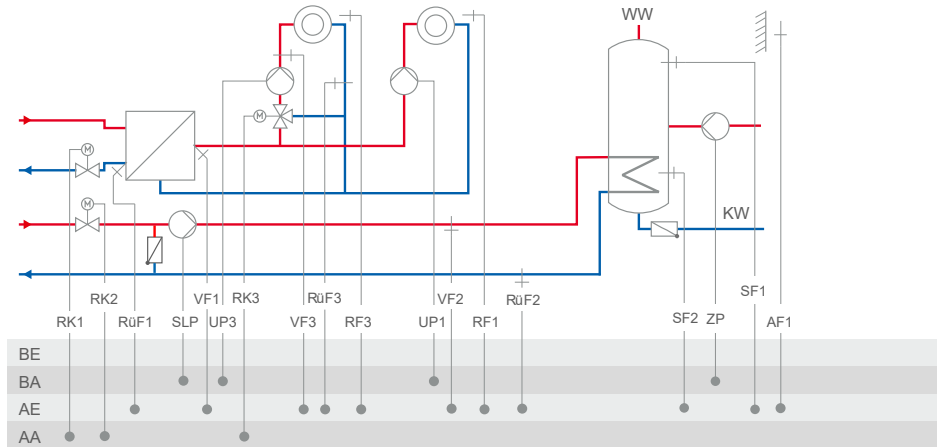 WW
M
M
M
KW
RK2
VF1
RK3
RüF3
VF2
RüF2
SF1
RK1
RüF1
SLP
UP3
VF3
RF3
UP1
RF1
SF2
ZP
AF1
BE
BA
AE
AA